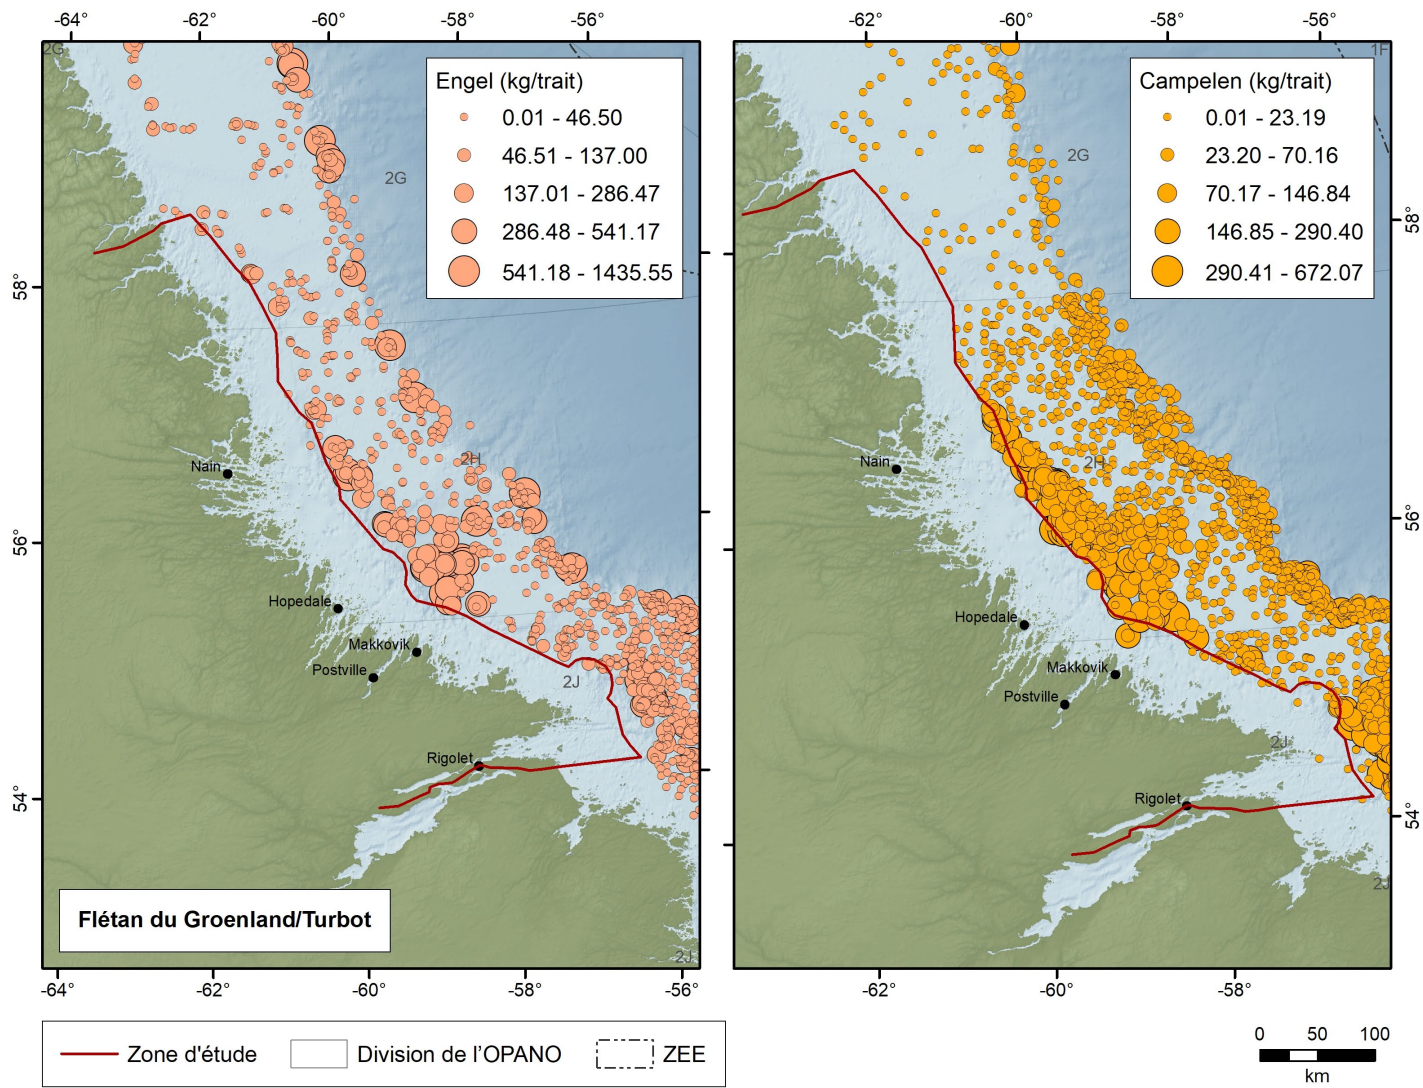 -64° -62° -60° -58° -56°
-62° -60° -58° -56°
2G
Engel (kg/trait)
0.01 - 46.50
46.51 - 137.00
137.01 - 286.47
286.48 - 541.17
541.18 - 1435.55
2G
58°
2H
Nain
56°
Hopedale
Makkovik
Postville
2J
Rigolet
54°
Flétan du Groenland/Turbot
2J
-64° -62° -60° -58° -56°
1F
Campelen (kg/trait)
0.01 - 23.19
23.20 - 70.16
70.17 - 146.84
146.85 - 290.40
290.41 - 672.07
2G
58°
2H
Nain
56°
Hopedale
Makkovik
Postville
2J
Rigolet
54°
2J
-62° -60° -58°
Zone d'étude
Division de l’OPANO
ZEE
0 50 100
km